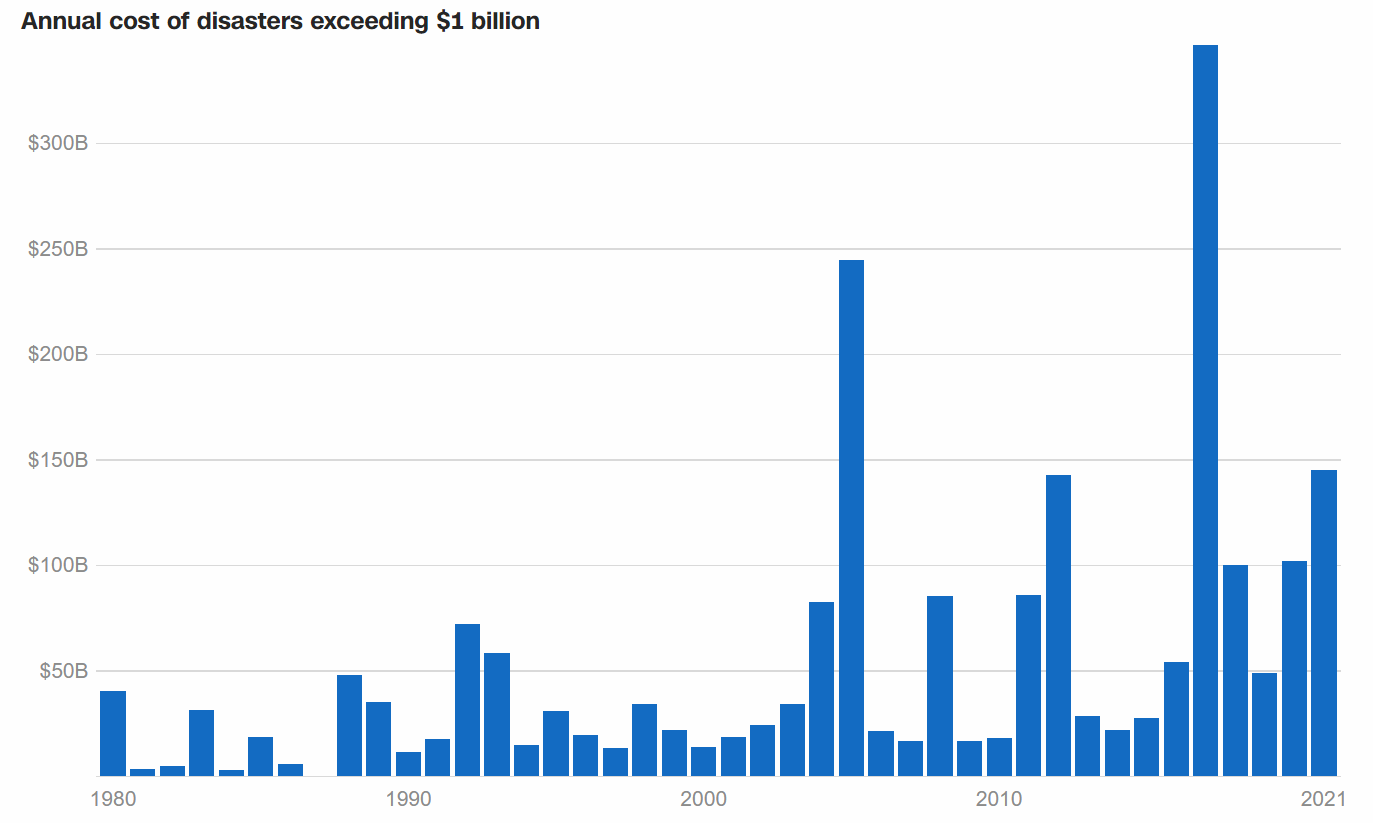 Annual cost of disasters exceeding $1 billion
$300B
$250B
$200B
$150B
$100B
$50B
1980 1990 2000 2010 2021